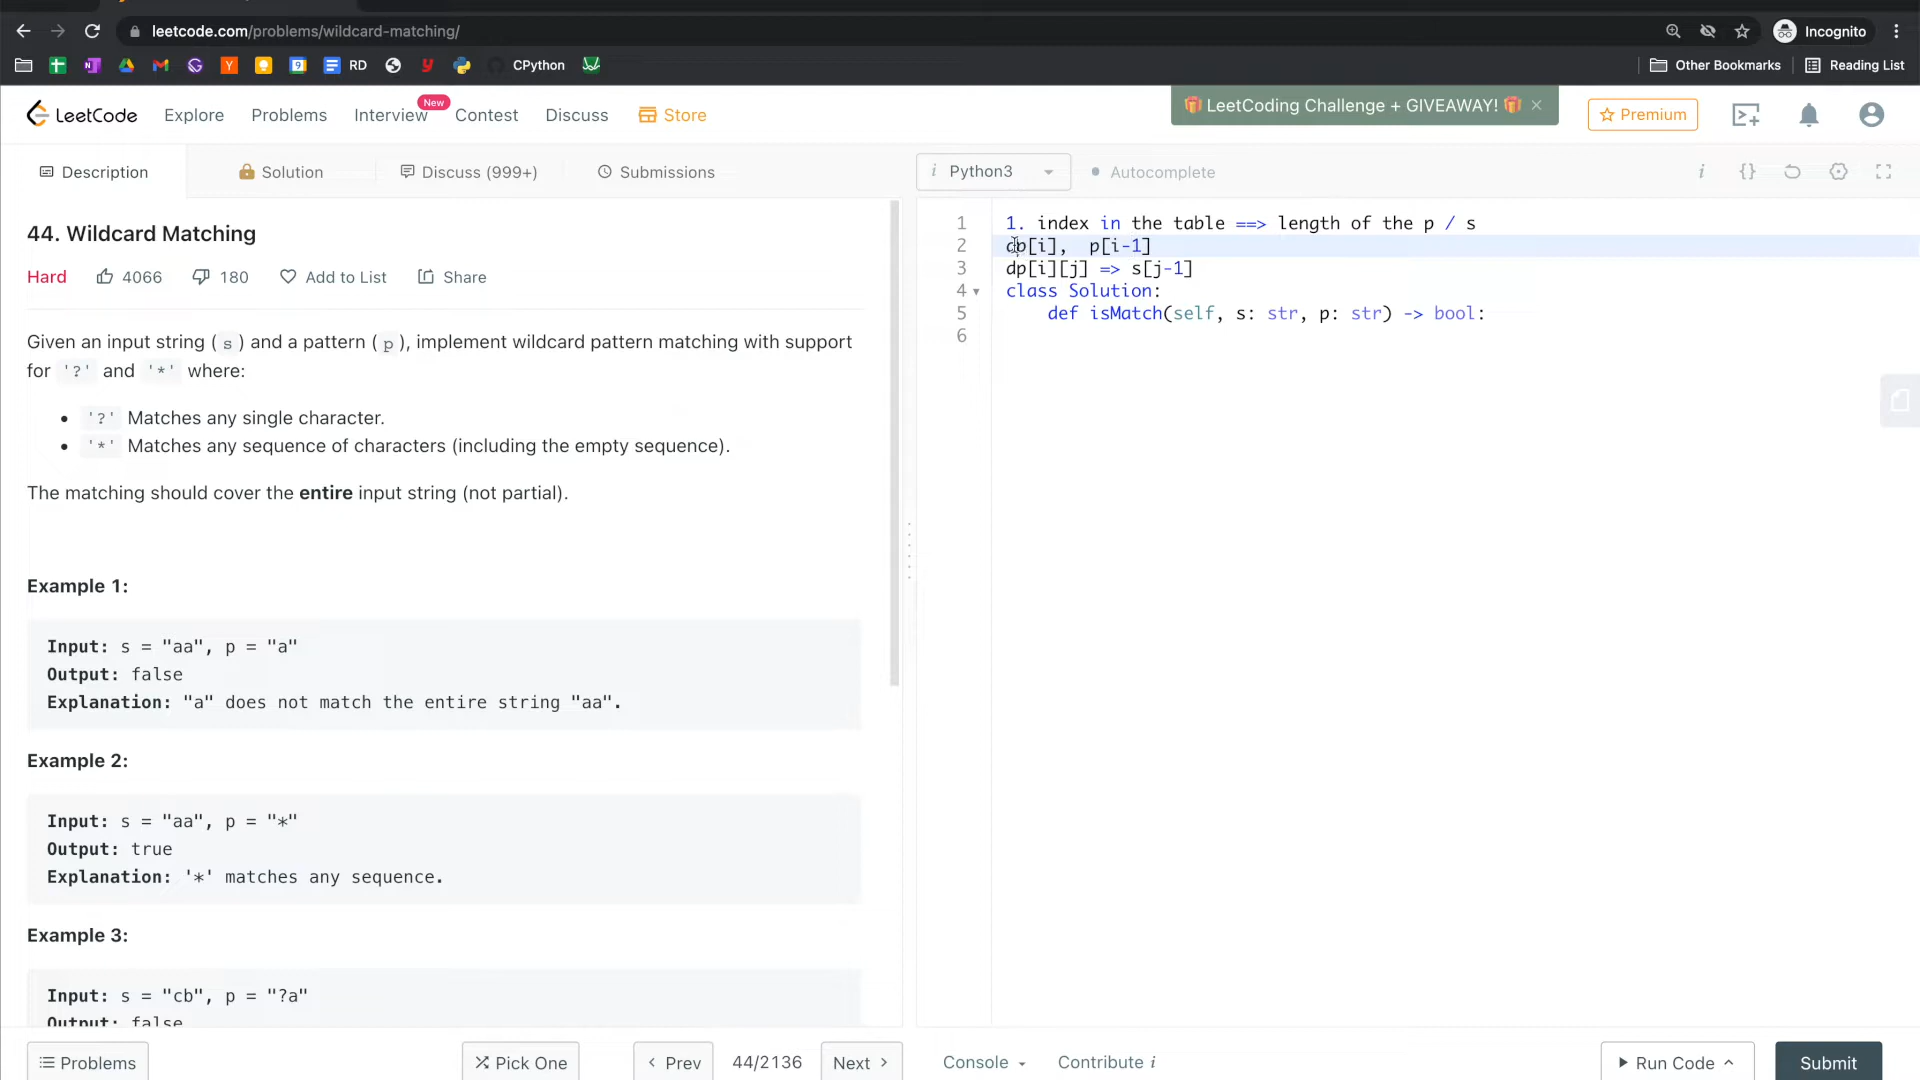 leetcode.com/problems/wildcard-matching/
Incognito
RD
CPython
Other Bookmarks
Reading List
LeetCode
Explore
Problems
Interview
New
Contest
Discuss
Store
🎁 LeetCoding Challenge + GIVEAWAY! 🎁 ×
Premium
Description
Solution
Discuss (999+)
Submissions
i Python3
Autocomplete
i
{}
44. Wildcard Matching
Hard
4066
180
Add to List
Share
Given an input string ( s ) and a pattern ( p ), implement wildcard pattern matching with support
for '?' and '*' where:
• '?' Matches any single character.
• '*' Matches any sequence of characters (including the empty sequence).
The matching should cover the entire input string (not partial).
Example 1:
Input: s = "aa", p = "a"
Output: false
Explanation: "a" does not match the entire string "aa".
Example 2:
Input: s = "aa", p = "*"
Output: true
Explanation: '*' matches any sequence.
Example 3:
Input: s = "cb", p = "?a"
Output: false
1 1. index in the table ==> length of the p / s
2 dp[i], p[i-1]
3 dp[i][j] => s[j-1]
4 class Solution:
5 def isMatch(self, s: str, p: str) -> bool:
6
Problems
Pick One
< Prev
44/2136
Next >
Console
Contribute i
Run Code
Submit